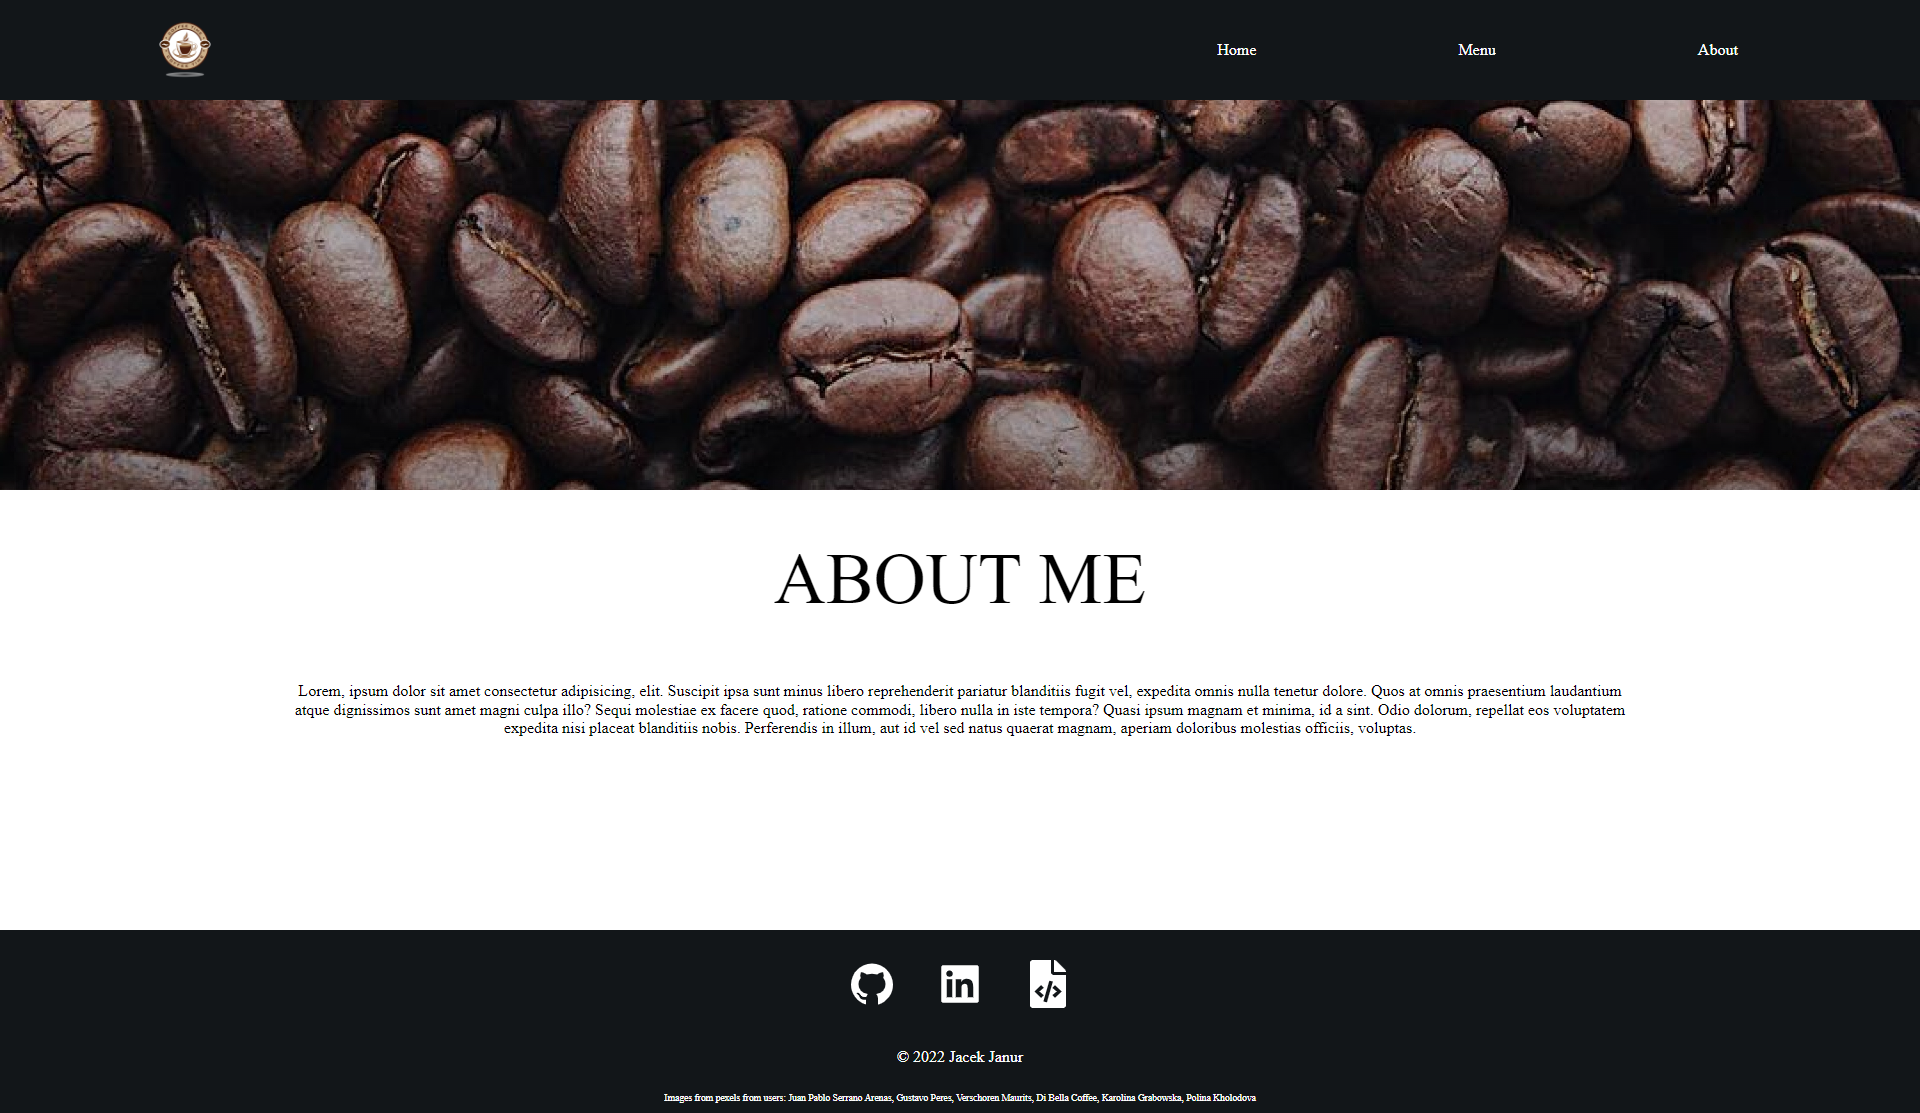 Home
Menu
About
ABOUT ME
Lorem, ipsum dolor sit amet consectetur adipisicing, elit. Suscipit ipsa sunt minus libero reprehenderit pariatur blanditiis fugit vel, expedita omnis nulla tenetur dolore. Quos at omnis praesentium laudantium
atque dignissimos sunt amet magni culpa illo? Sequi molestiae ex facere quod, ratione commodi, libero nulla in iste tempora? Quasi ipsum magnam et minima, id a sint. Odio dolorum, repellat eos voluptatem
expedita nisi placeat blanditiis nobis. Perferendis in illum, aut id vel sed natus quaerat magnam, aperiam doloribus molestias officiis, voluptas.
in
</>
© 2022 Jacek Janur
Images from pexels from users: Juan Pablo Serrano Arenas, Gustavo Peres, Verschoren Maurits, Di Bella Coffee, Karolina Grabowska, Polina Kholodova